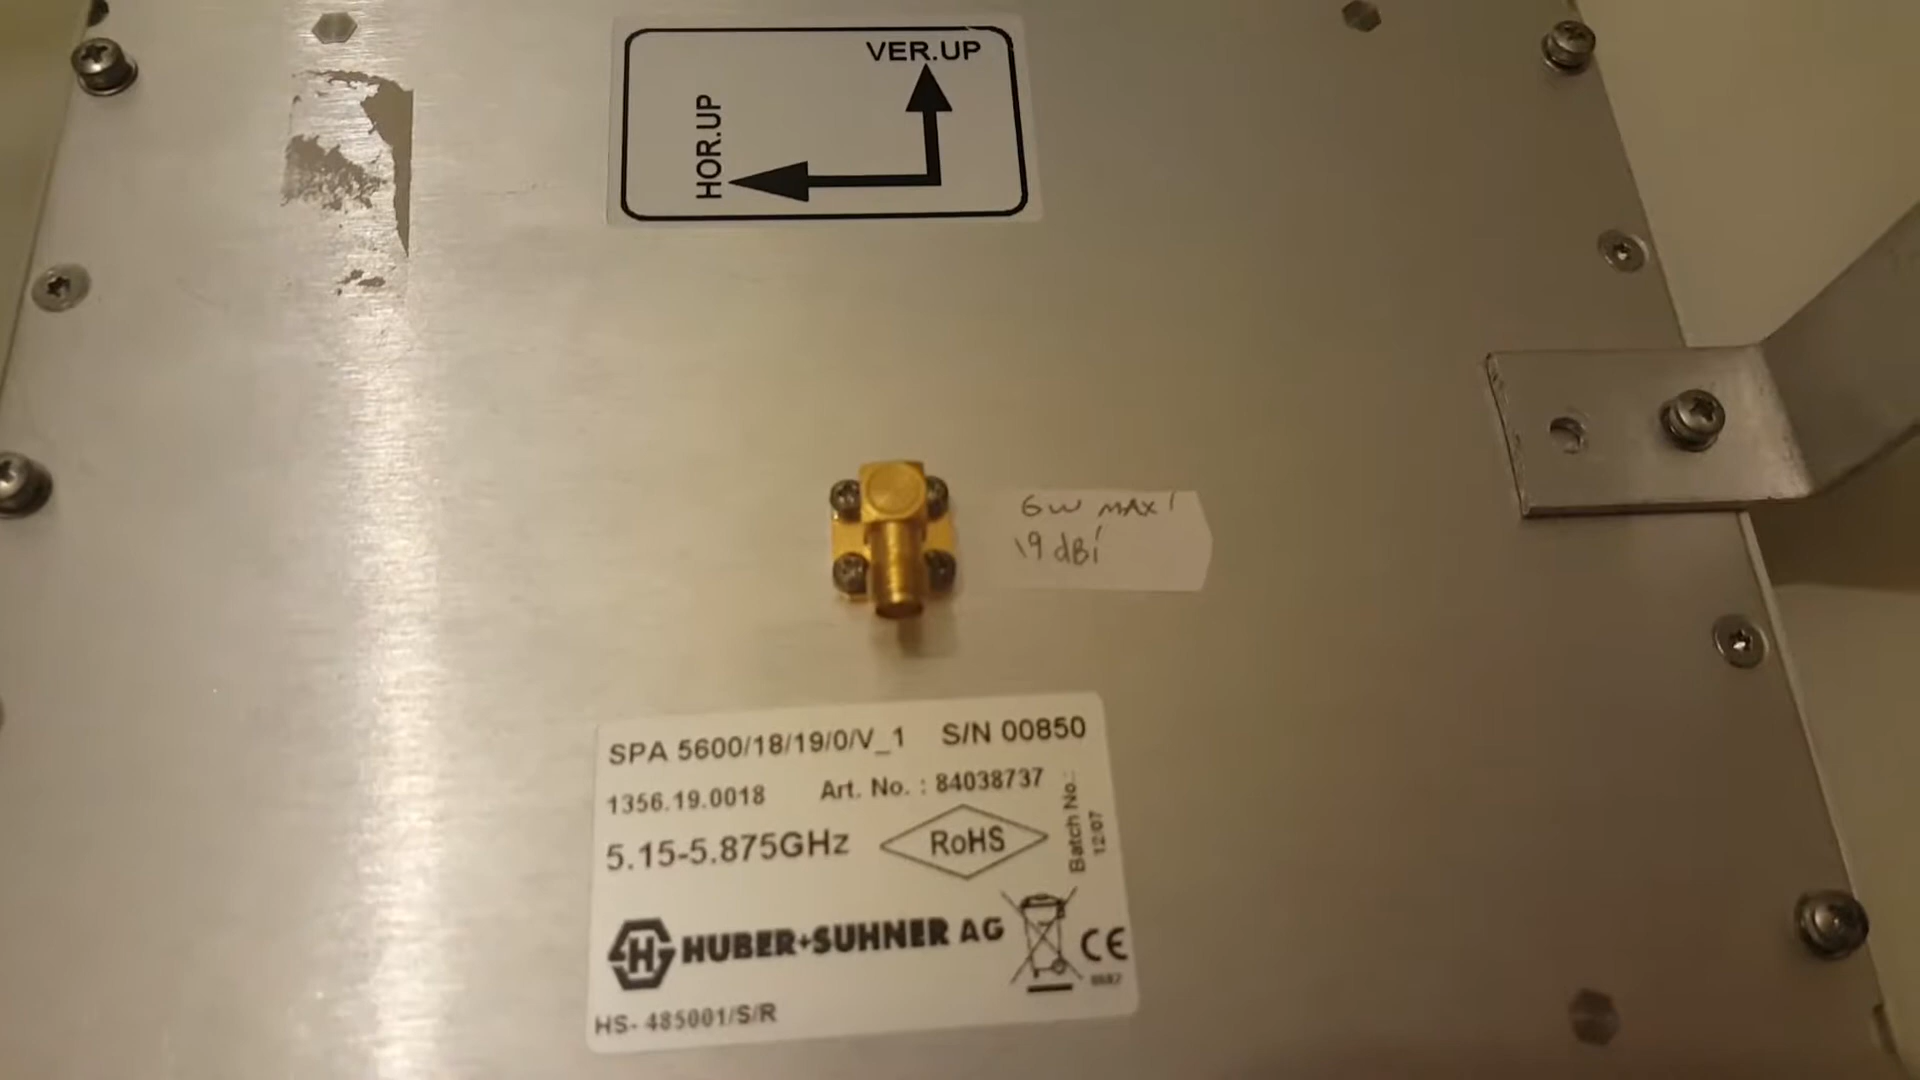 VER.UP
HOR.UP
6W MAX!
19 dBi
SPA 5600/18/19/0/V_1 S/N 00850
1356.19.0018 Art. No. : 84038737
5.15-5.875GHz RoHS
Batch No.:
12/07
HUBER+SUHNER AG CE
HS- 485001/S/R